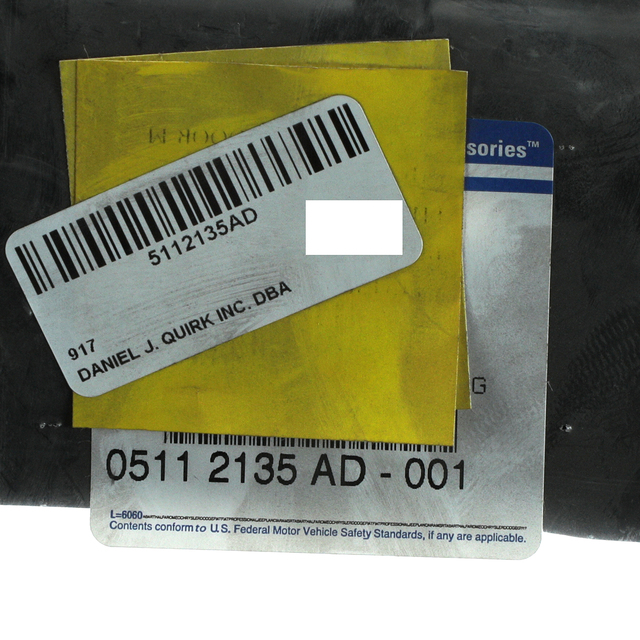 sories™
5112135AD
917
DANIEL J. QUIRK INC. DBA
G
0511 2135 AD - 001
L=6060
Contents conform to U.S. Federal Motor Vehicle Safety Standards, if any are applicable.